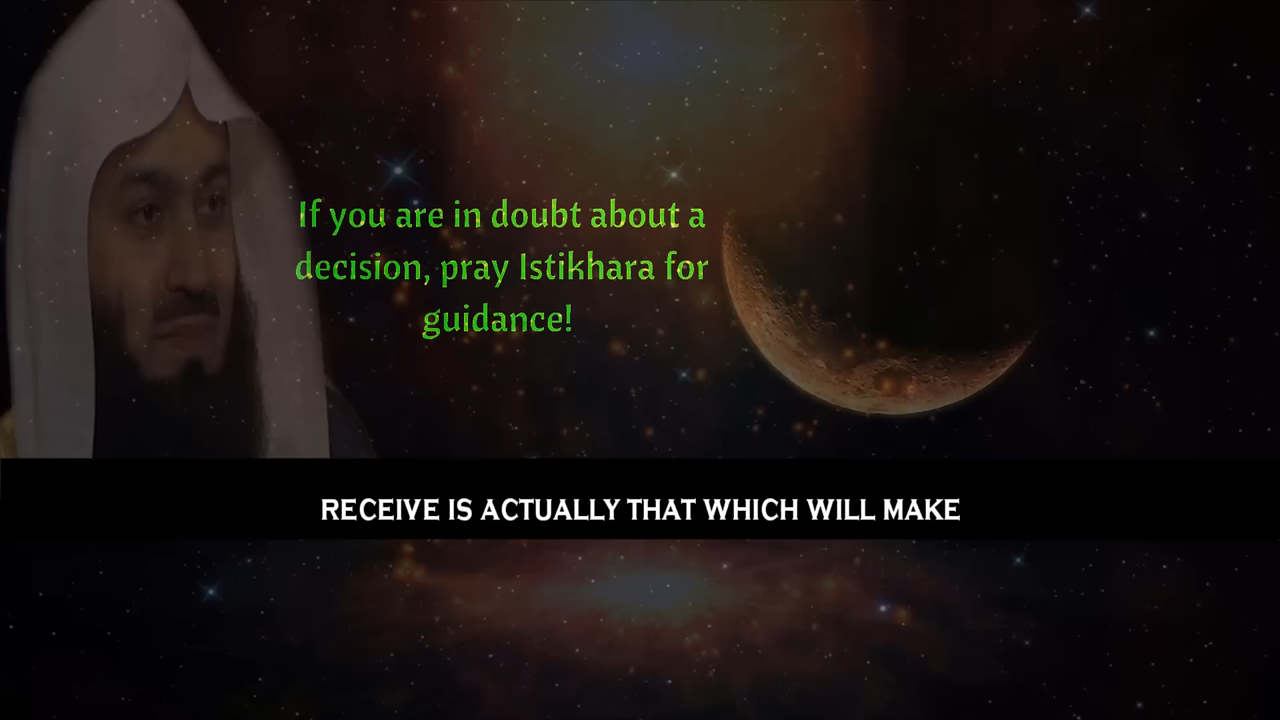 If you are in doubt about a
decision, pray Istikhara for
guidance!
RECEIVE IS ACTUALLY THAT WHICH WILL MAKE